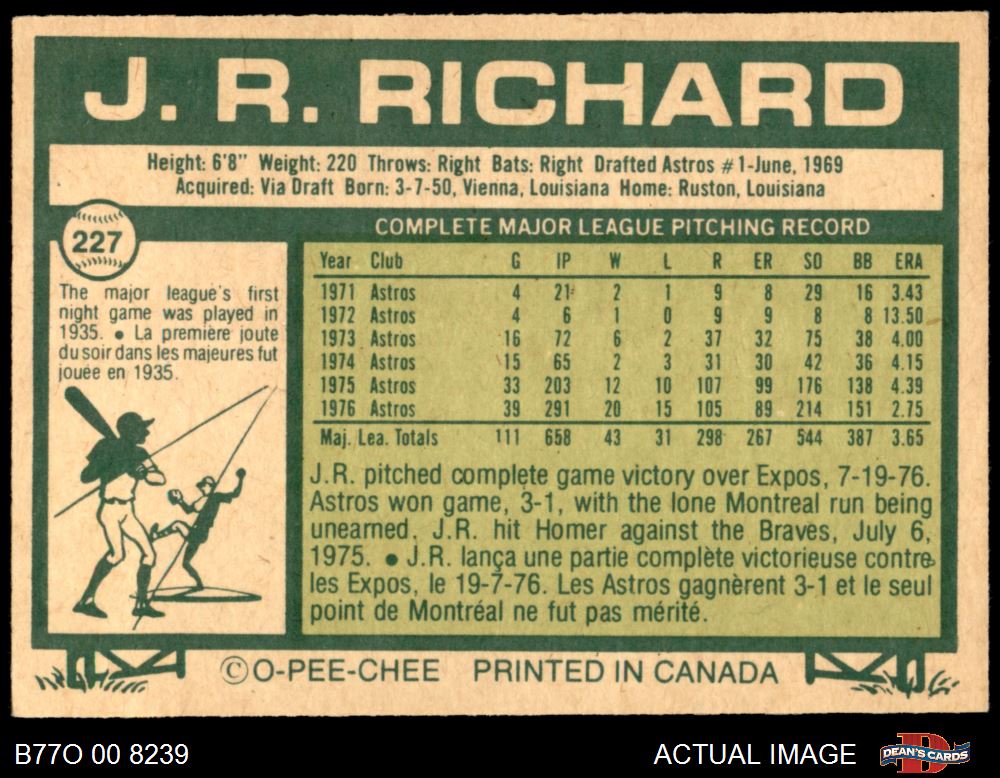 J. R. RICHARD
Height: 6'8" Weight: 220 Throws: Right Bats: Right Drafted Astros #1-June, 1969
Acquired: Via Draft Born: 3-7-50, Vienna, Louisiana Home: Ruston, Louisiana
227
The major league's first
night game was played in
1935. • La première joute
du soir dans les majeures fut
jouée en 1935.
COMPLETE MAJOR LEAGUE PITCHING RECORD
Year Club G IP W L R ER SO BB ERA
1971 Astros 4 21 2 1 9 8 29 16 3.43
1972 Astros 4 6 1 0 9 9 8 8 13.50
1973 Astros 16 72 6 2 37 32 75 38 4.00
1974 Astros 15 65 2 3 31 30 42 36 4.15
1975 Astros 33 203 12 10 107 99 176 138 4.39
1976 Astros 39 291 20 15 105 89 214 151 2.75
Maj. Lea. Totals 111 658 43 31 298 267 544 387 3.65
J.R. pitched complete game victory over Expos, 7-19-76.
Astros won game, 3-1, with the lone Montreal run being
unearned. J.R. hit Homer against the Braves, July 6,
1975. • J.R. lança une partie complète victorieuse contre
les Expos, le 19-7-76. Les Astros gagnèrent 3-1 et le seul
point de Montréal ne fut pas mérité.
© O-PEE-CHEE PRINTED IN CANADA
B77O 00 8239
ACTUAL IMAGE
DEAN'S CARDS